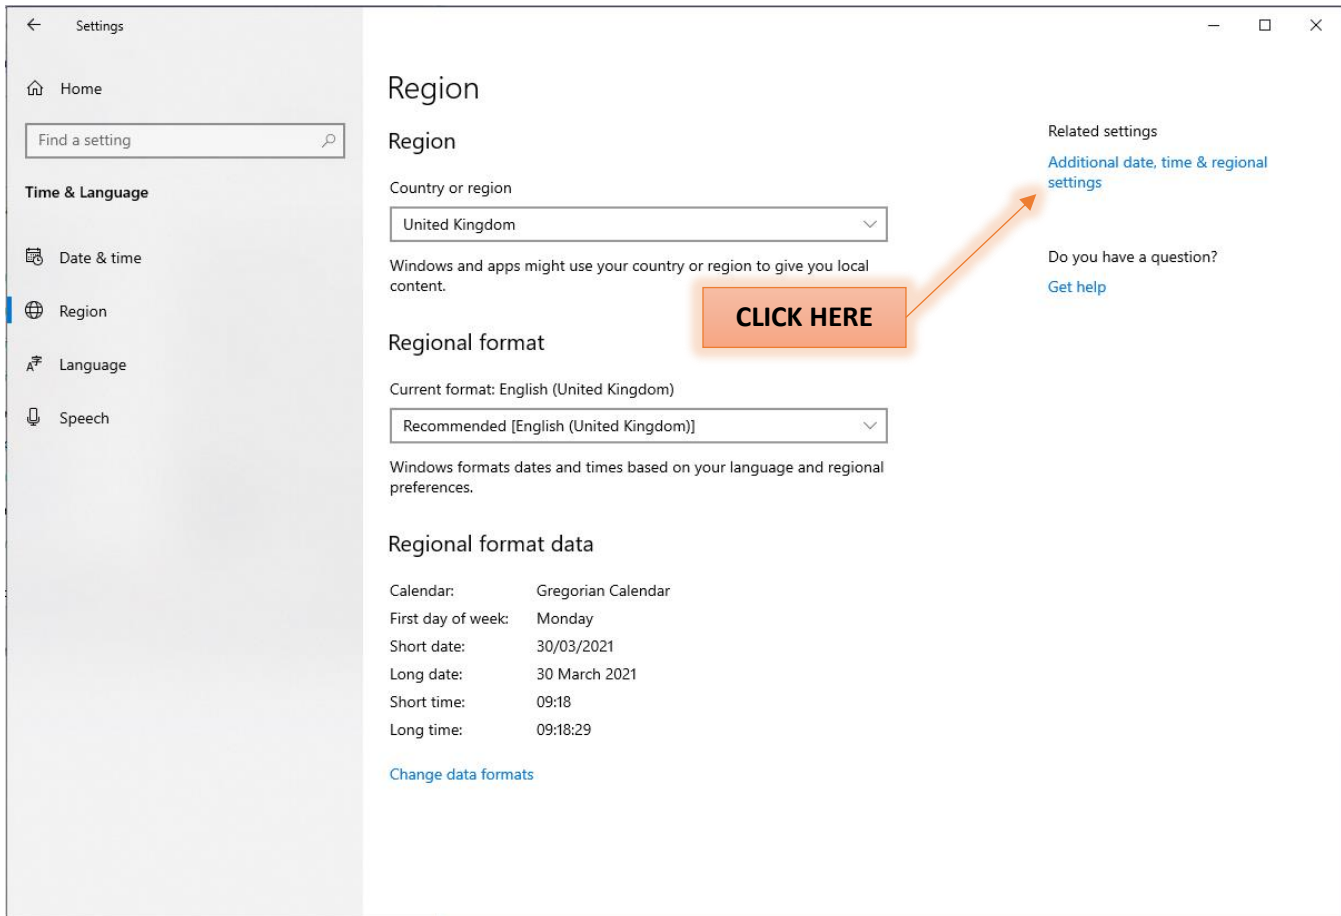 Settings
Home
Find a setting
Time & Language
Date & time
Region
Language
Speech
Region
Region
Country or region
United Kingdom
Windows and apps might use your country or region to give you local
content.
Regional format
Current format: English (United Kingdom)
Recommended [English (United Kingdom)]
Windows formats dates and times based on your language and regional
preferences.
Regional format data
Calendar: Gregorian Calendar
First day of week: Monday
Short date: 30/03/2021
Long date: 30 March 2021
Short time: 09:18
Long time: 09:18:29
Change data formats
CLICK HERE
Related settings
Additional date, time & regional
settings
Do you have a question?
Get help